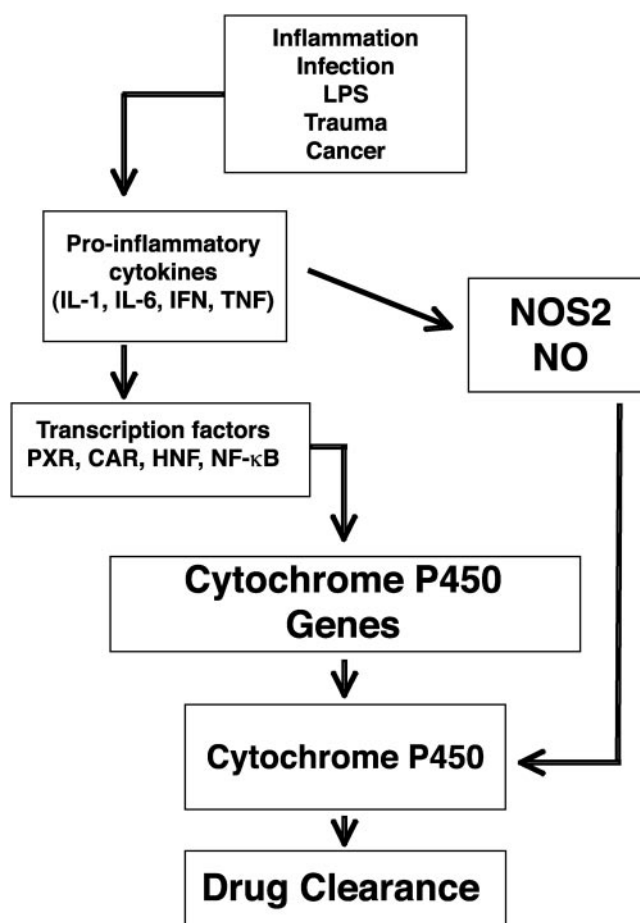 Inflammation
Infection
LPS
Trauma
Cancer
Pro-inflammatory
cytokines
(IL-1, IL-6, IFN, TNF)
NOS2
NO
Transcription factors
PXR, CAR, HNF, NF-κB
Cytochrome P450
Genes
Cytochrome P450
Drug Clearance